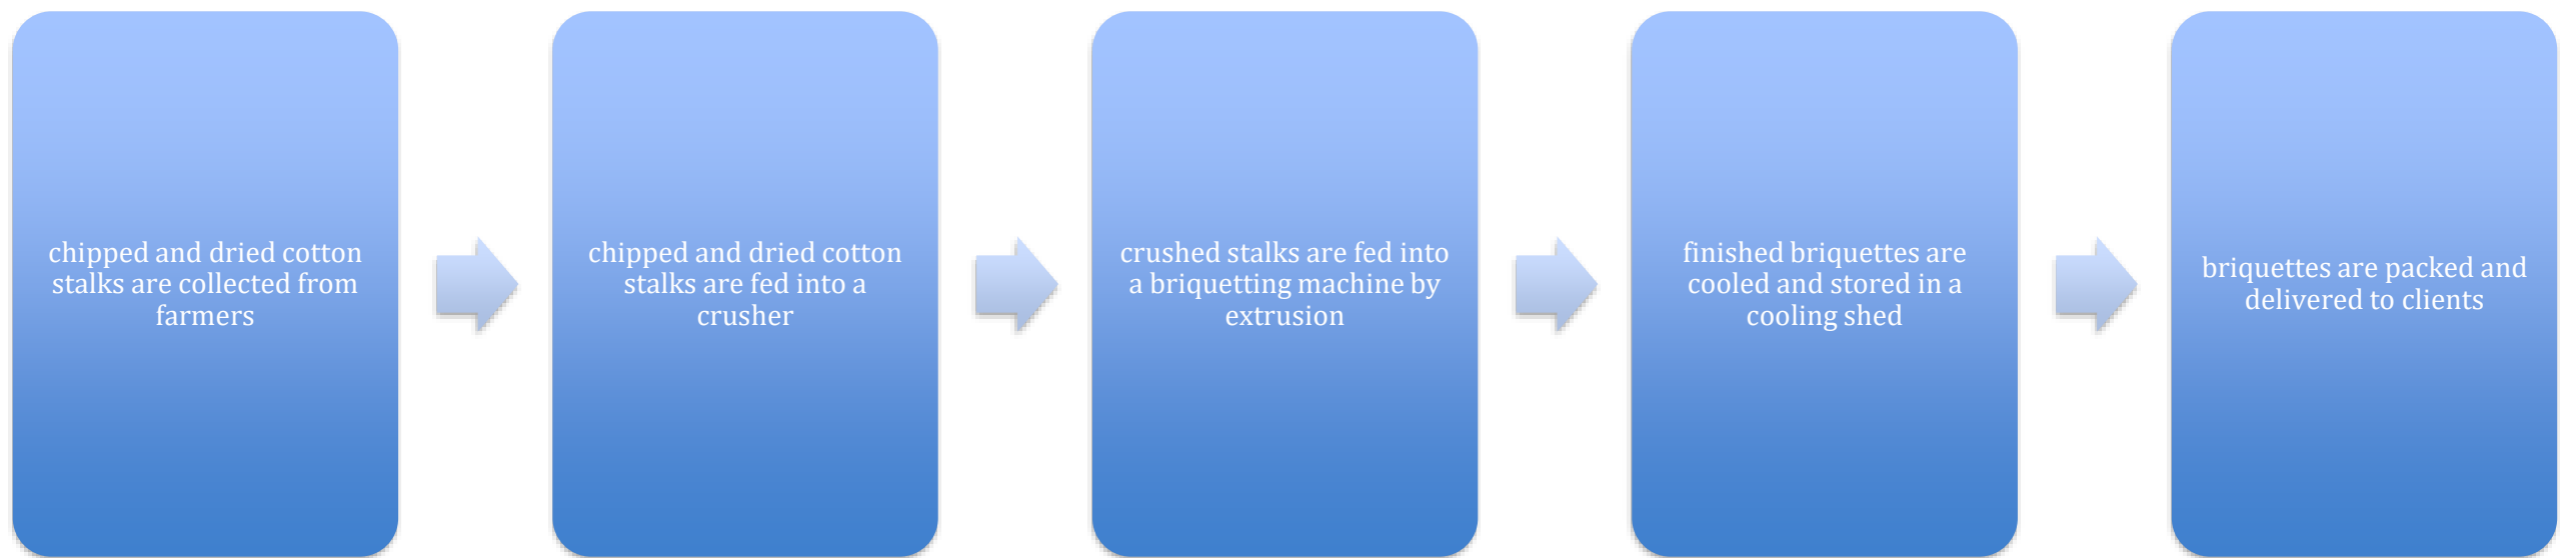 chipped and dried cotton
stalks are collected from
farmers
chipped and dried cotton
stalks are fed into a
crusher
crushed stalks are fed into
a briquetting machine by
extrusion
finished briquettes are
cooled and stored in a
cooling shed
briquettes are packed and
delivered to clients